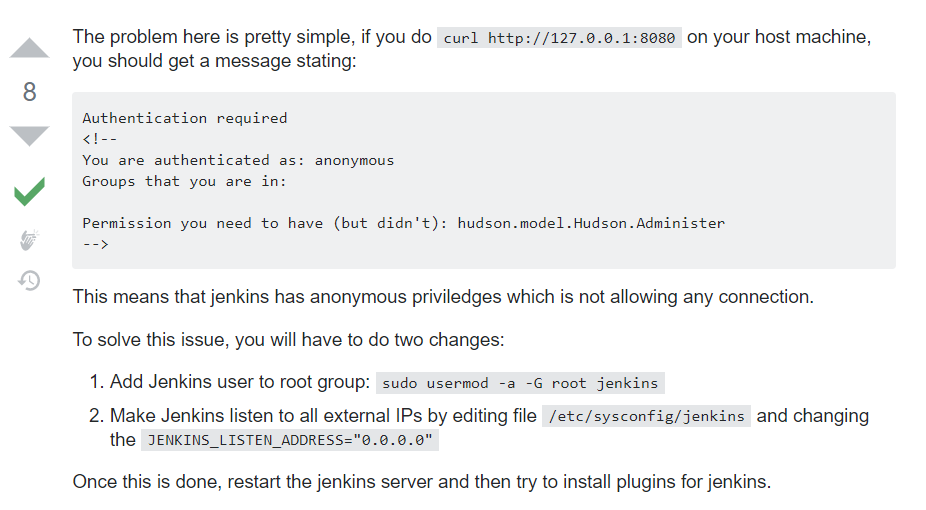 The problem here is pretty simple, if you do curl http://127.0.0.1:8080 on your host machine,
you should get a message stating:
8
Authentication required
<!--
You are authenticated as: anonymous
Groups that you are in:
Permission you need to have (but didn't): hudson.model.Hudson.Administer
-->
This means that jenkins has anonymous priviledges which is not allowing any connection.
To solve this issue, you will have to do two changes:
1. Add Jenkins user to root group: sudo usermod -a -G root jenkins
2. Make Jenkins listen to all external IPs by editing file /etc/sysconfig/jenkins and changing
the JENKINS_LISTEN_ADDRESS="0.0.0.0"
Once this is done, restart the jenkins server and then try to install plugins for jenkins.